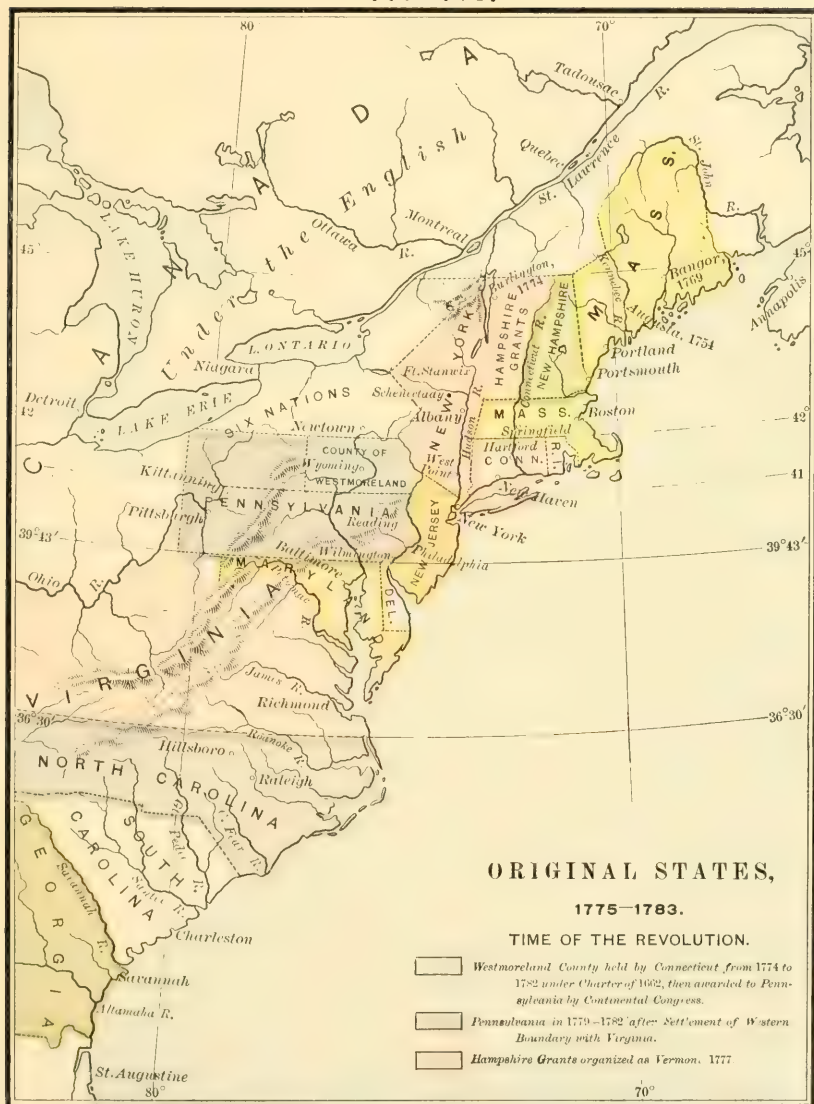 80
70
Tadousac
CANADA
Under the English
Quebec
St. Lawrence R.
St. John
R.
MASS.
Ottawa
R.
Montreal
LAKE HURON
45°
45°
Burlington,
1774
Kennebec R.
Bangor,
1769
Annapolis
Augusta, 1754
L. ONTARIO
NEW YORK
HAMPSHIRE
GRANTS
Connecticut R.
NEW HAMPSHIRE
Portland
Portsmouth
Niagara
Ft. Stanwix
Schenectady
Detroit
42
LAKE ERIE
SIX NATIONS
Albany
Hudson
R.
MASS.
Boston
42°
Springfield
Newtown
Hartford
CONN.
R.I.
COUNTY OF
Wyoming
WESTMORELAND
West
Point
41
Kittanning
New Haven
PENNSYLVANIA
Pittsburgh
Reading
New York
NEW JERSEY
39°43'
39°43'
Wilmington
Philadelphia
Baltimore
MARYLAND
DEL.
Ohio
R.
Potomac
R.
VIRGINIA
James R.
Richmond
36°30'
36°30'
Roanoke R.
Hillsboro
Raleigh
NORTH CAROLINA
Gt. Pedee
R.
C. Fear R.
SOUTH
CAROLINA
Santee R.
GEORGIA
Savannah R.
Charleston
Savannah
Altamaha R.
St. Augustine
80°
70°
ORIGINAL STATES,
1775—1783.
TIME OF THE REVOLUTION.
Westmoreland County held by Connecticut from 1774 to
1782 under Charter of 1662, then awarded to Penn-
sylvania by Continental Congress.
Pennsylvania in 1779–1782 after Settlement of Western
Boundary with Virginia.
Hampshire Grants organized as Vermont. 1777